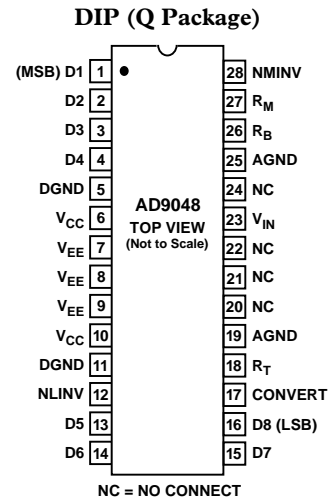 DIP (Q Package)
(MSB) D1 1 28 NMINV
D2 2 27 RM
D3 3 26 RB
D4 4 25 AGND
DGND 5 24 NC
VCC 6 23 VIN
VEE 7 22 NC
VEE 8 21 NC
VEE 9 20 NC
VCC 10 19 AGND
DGND 11 18 RT
NLINV 12 17 CONVERT
D5 13 16 D8 (LSB)
D6 14 15 D7
AD9048
TOP VIEW
(Not to Scale)
NC = NO CONNECT